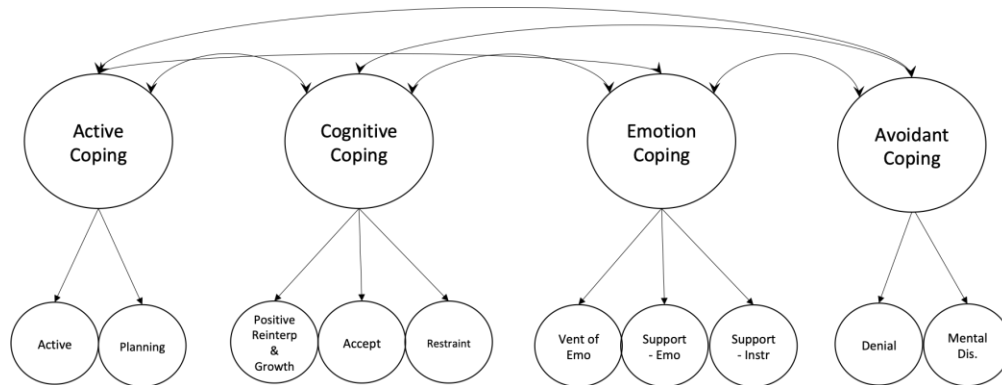 Active
Coping
Cognitive
Coping
Emotion
Coping
Avoidant
Coping
Active
Planning
Positive
Reinterp
&
Growth
Accept
Restraint
Vent of
Emo
Support
- Emo
Support
- Instr
Denial
Mental
Dis.